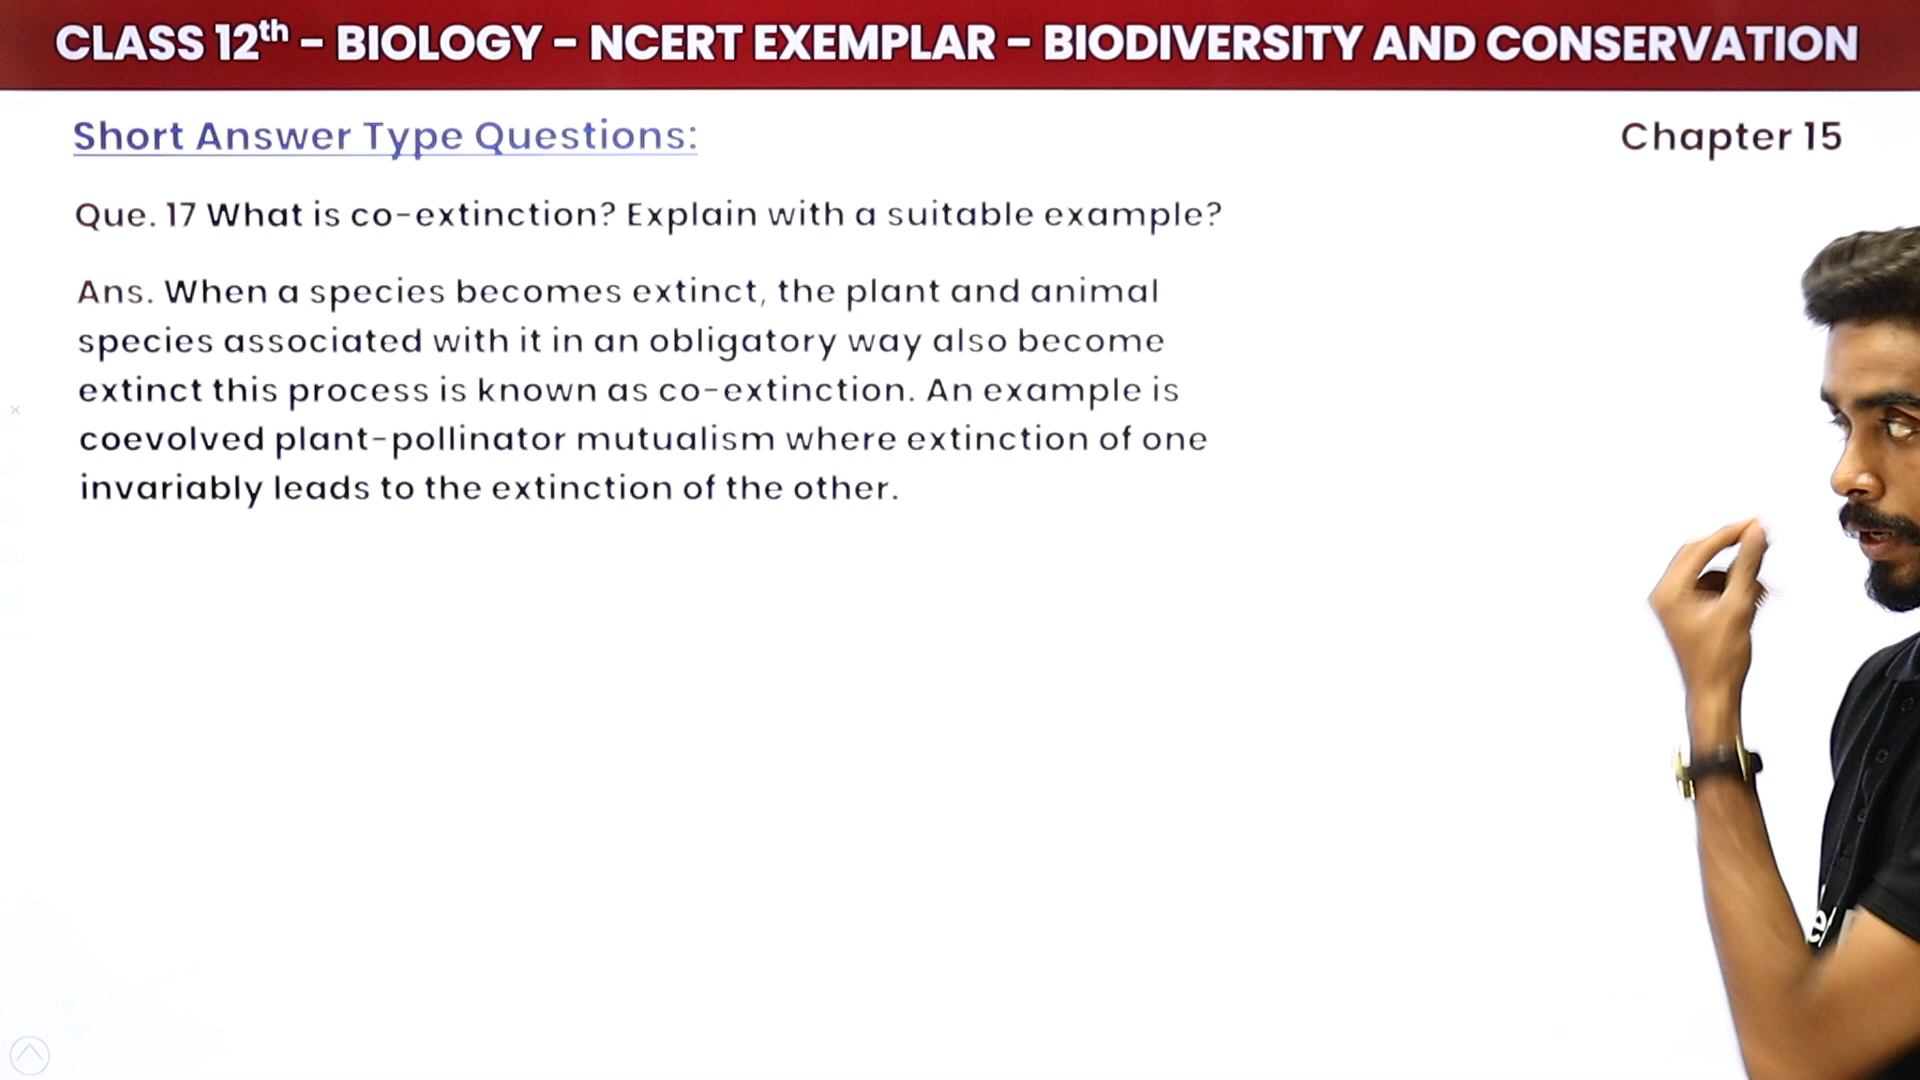 CLASS 12th – BIOLOGY – NCERT EXEMPLAR – BIODIVERSITY AND CONSERVATION
Short Answer Type Questions:
Chapter 15
Que. 17 What is co-extinction? Explain with a suitable example?
Ans. When a species becomes extinct, the plant and animal
species associated with it in an obligatory way also become
extinct this process is known as co-extinction. An example is
coevolved plant-pollinator mutualism where extinction of one
invariably leads to the extinction of the other.